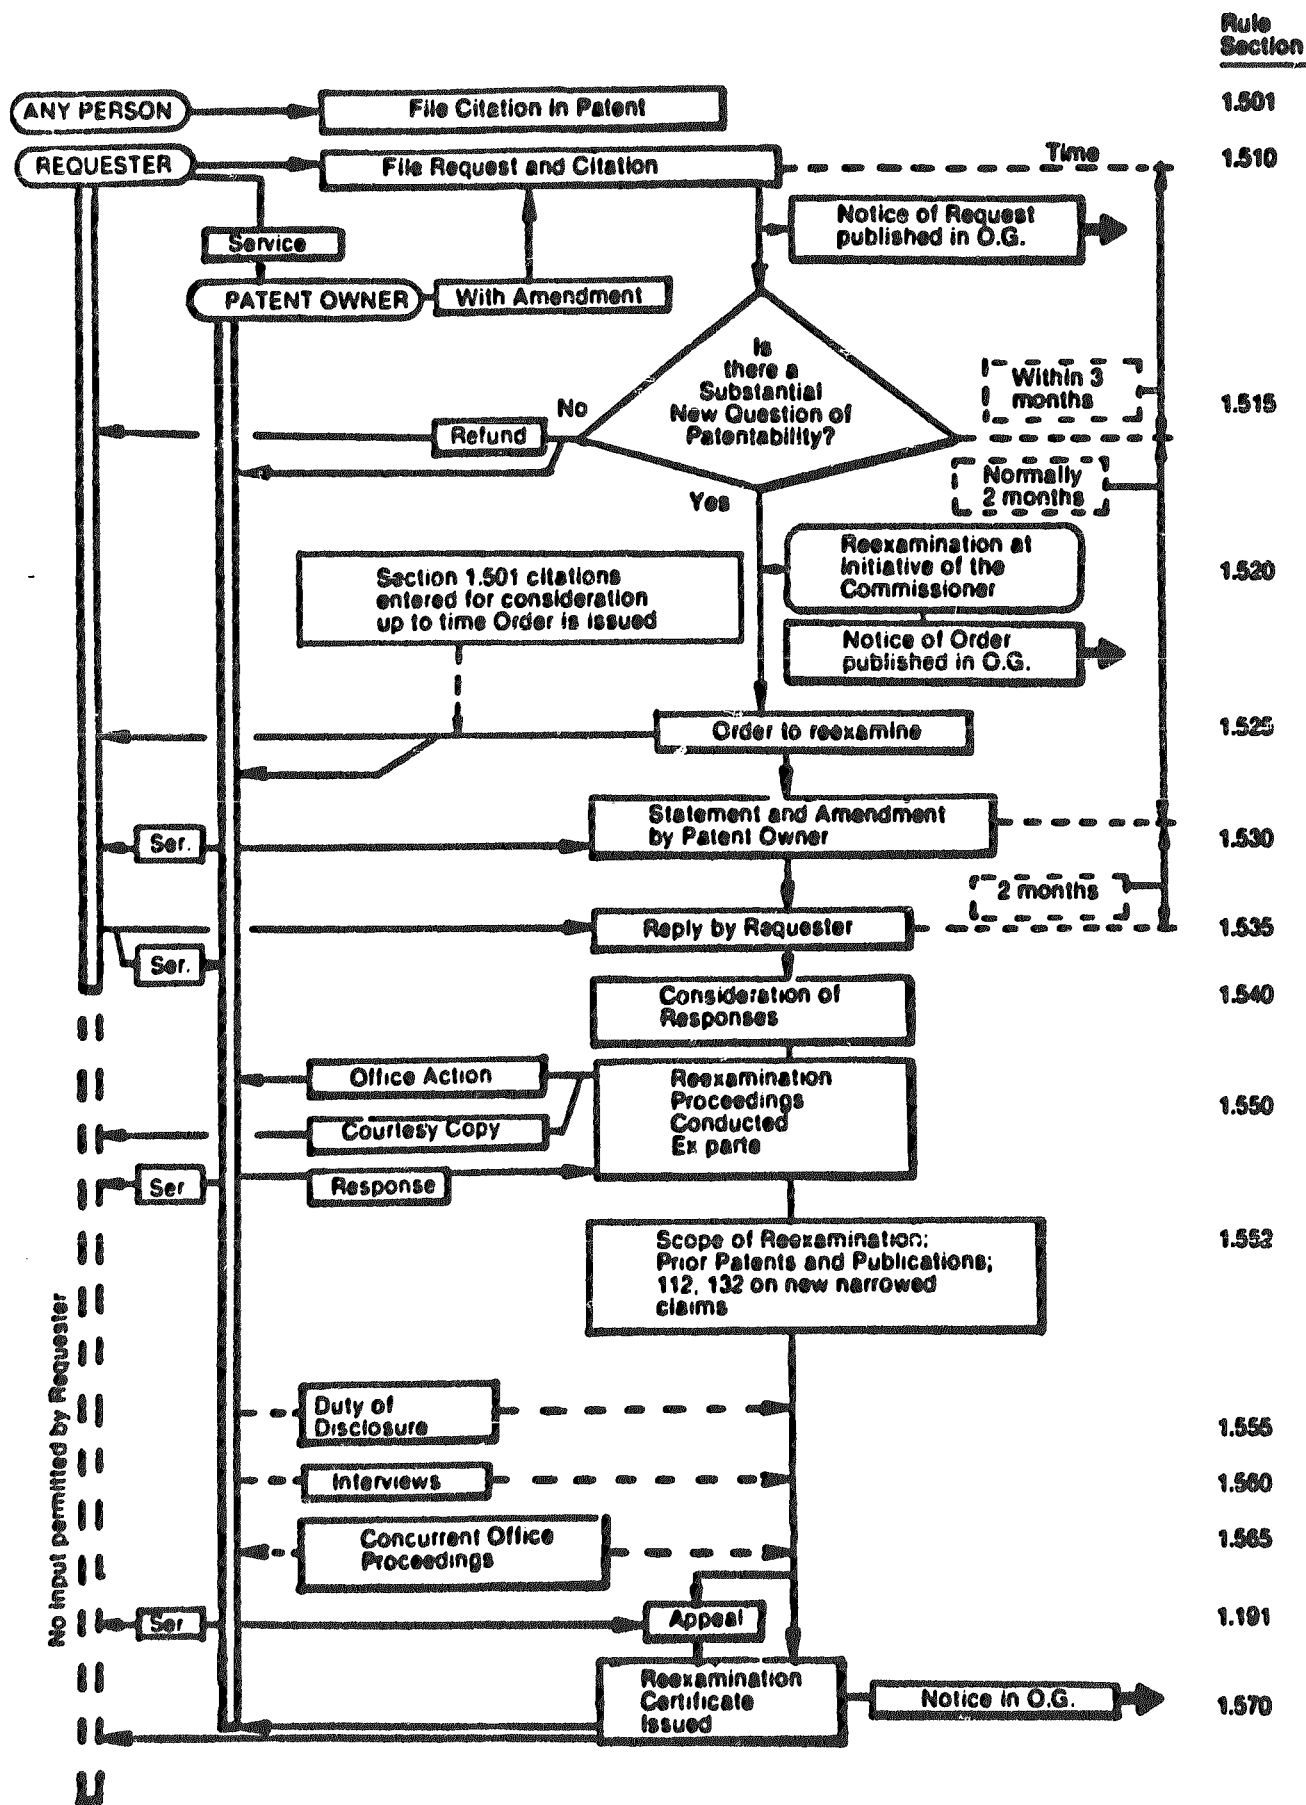 Rule
Section
ANY PERSON
File Citation in Patent
1.501
REQUESTER
File Request and Citation
Time
1.510
Service
Notice of Request
published in O.G.
PATENT OWNER
With Amendment
Is
there a
Substantial
New Question of
Patentability?
Within 3
months
1.515
No
Refund
Normally
2 months
Yes
Reexamination at
Initiative of the
Commissioner
1.520
Section 1.501 citations
entered for consideration
up to time Order is issued
Notice of Order
published in O.G.
Order to reexamine
1.525
Statement and Amendment
by Patent Owner
1.530
Ser.
2 months
Reply by Requester
1.535
Ser.
Consideration of
Responses
1.540
Office Action
Reexamination
Proceedings
Conducted
Ex parte
1.550
Courtesy Copy
Ser
Response
Scope of Reexamination:
Prior Patents and Publications;
112, 132 on new narrowed
claims
1.552
No input permitted by Requester
Duty of
Disclosure
1.555
Interviews
1.560
Concurrent Office
Proceedings
1.565
Ser
Appeal
1.191
Reexamination
Certificate
Issued
Notice in O.G.
1.570